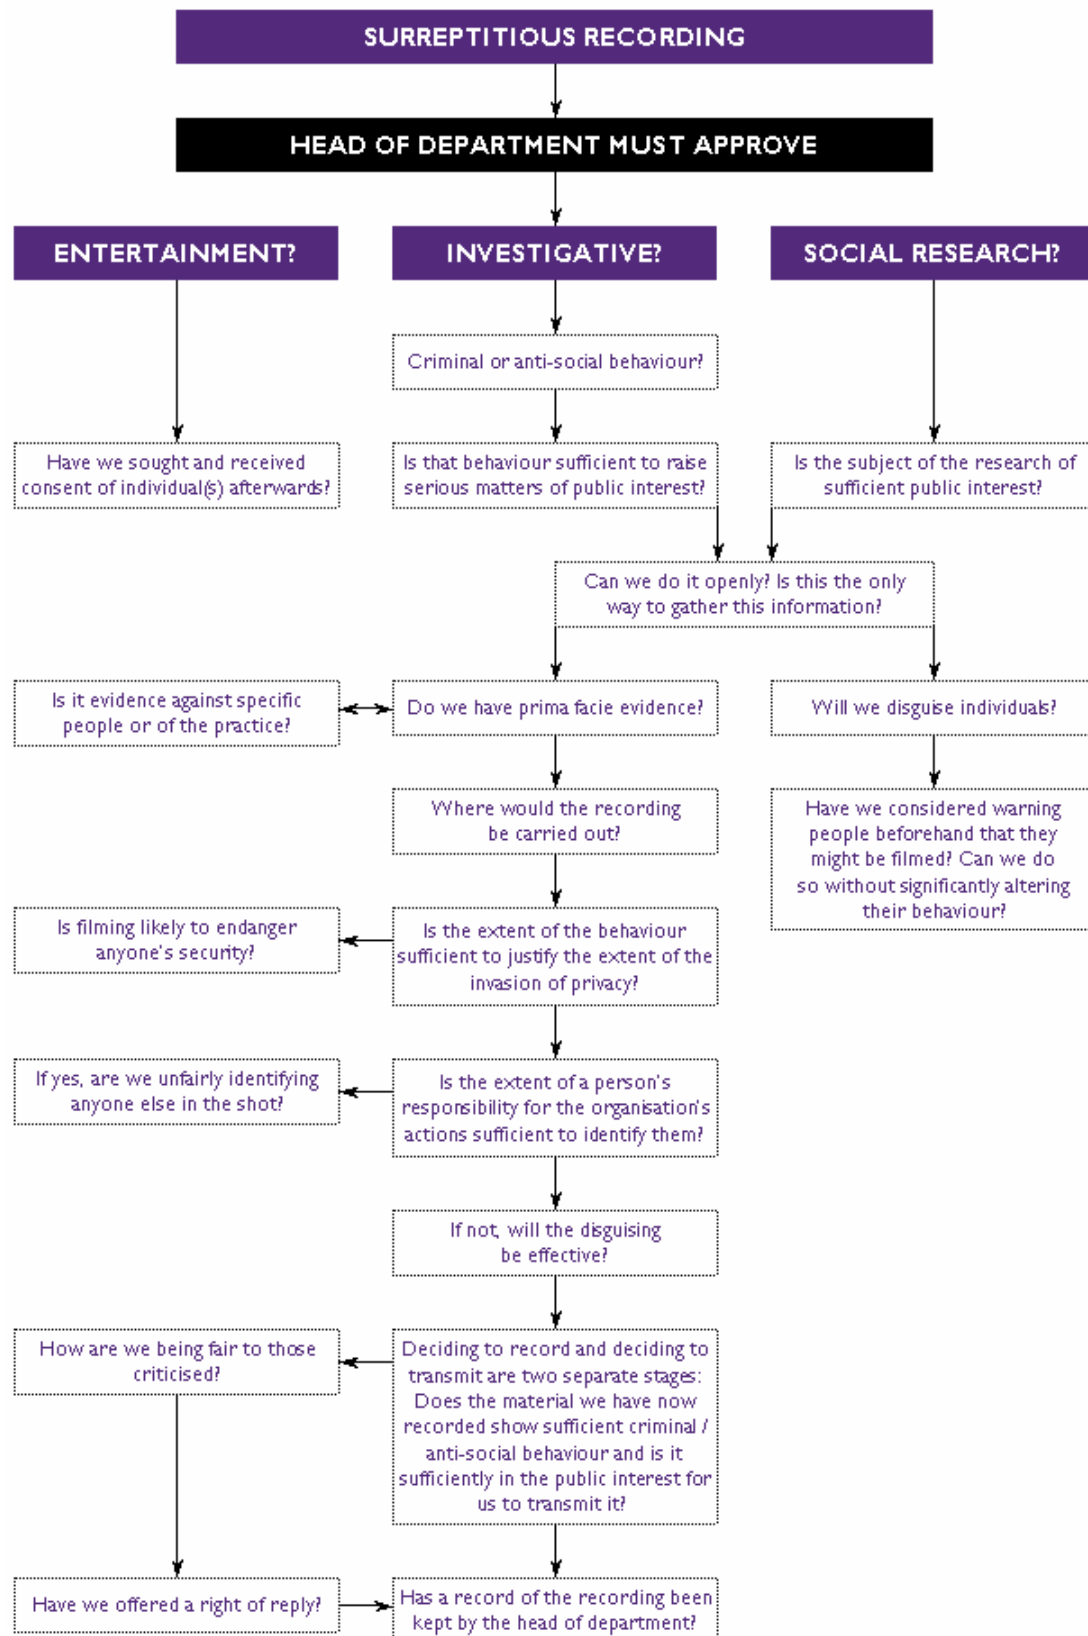 SURREPTITIOUS RECORDING
HEAD OF DEPARTMENT MUST APPROVE
ENTERTAINMENT?
INVESTIGATIVE?
SOCIAL RESEARCH?
Criminal or anti-social behaviour?
Have we sought and received
consent of individual(s) afterwards?
Is that behaviour sufficient to raise
serious matters of public interest?
Is the subject of the research of
sufficient public interest?
Can we do it openly? Is this the only
way to gather this information?
Is it evidence against specific
people or of the practice?
Do we have prima facie evidence?
Will we disguise individuals?
Where would the recording
be carried out?
Have we considered warning
people beforehand that they
might be filmed? Can we do
so without significantly altering
their behaviour?
Is filming likely to endanger
anyone's security?
Is the extent of the behaviour
sufficient to justify the extent of the
invasion of privacy?
If yes, are we unfairly identifying
anyone else in the shot?
Is the extent of a person's
responsibility for the organisation's
actions sufficient to identify them?
If not, will the disguising
be effective?
How are we being fair to those
criticised?
Deciding to record and deciding to
transmit are two separate stages:
Does the material we have now
recorded show sufficient criminal /
anti-social behaviour and is it
sufficiently in the public interest for
us to transmit it?
Have we offered a right of reply?
Has a record of the recording been
kept by the head of department?